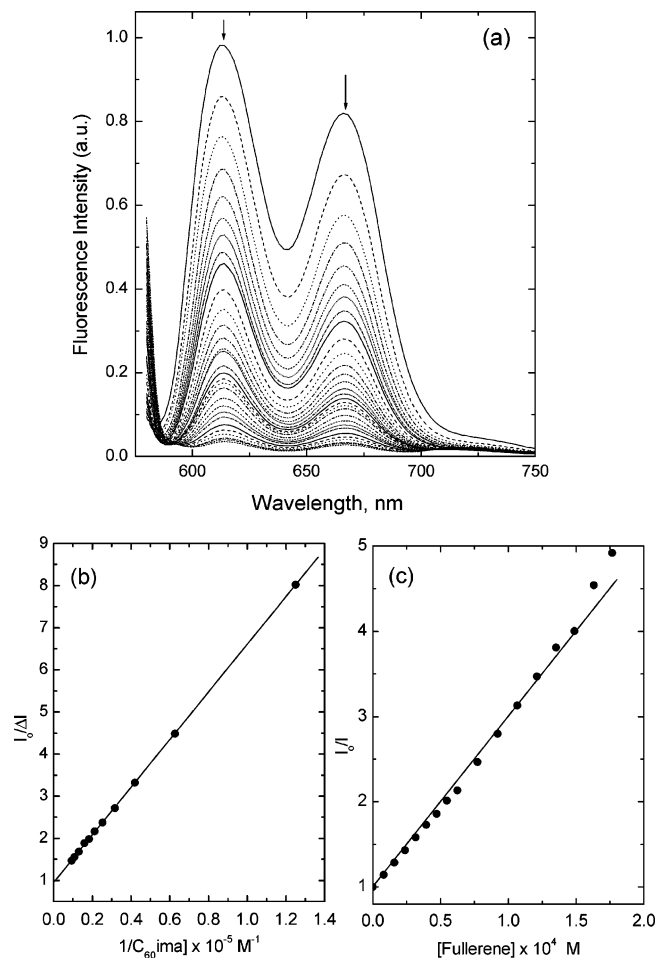 (a)
1.0
0.8
0.6
0.4
0.2
0.0
Fluorescence Intensity (a.u.)
600 625 650 675 700 725 750
Wavelength, nm
(b)
9
8
7
6
5
4
3
2
1
I₀/ΔI
0.0 0.2 0.4 0.6 0.8 1.0 1.2 1.4
1/C₆₀ima] x 10⁻⁵ M⁻¹
(c)
5
4
3
2
1
I₀/I
0.0 0.5 1.0 1.5 2.0
[Fullerene] x 10⁴ M